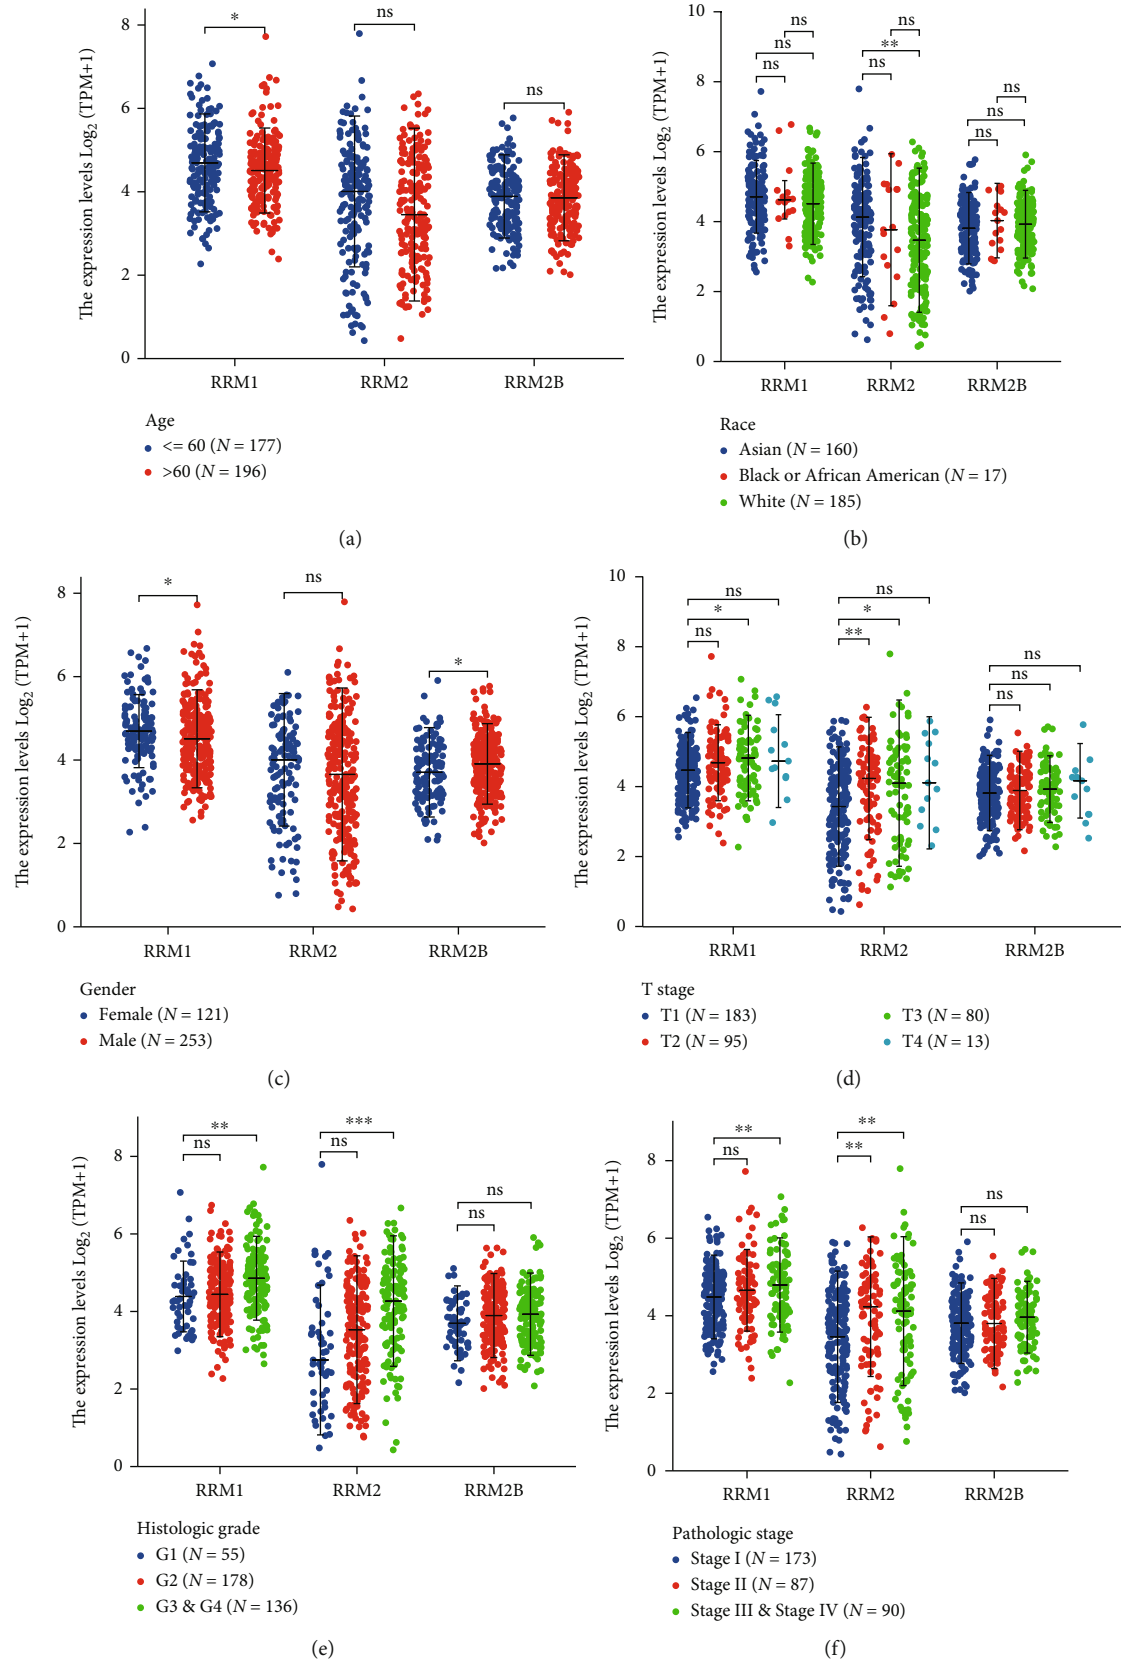 The expression levels Log2 (TPM+1)
8
6
4
2
0
*
ns
ns
RRM1
RRM2
RRM2B
Age
<= 60 (N = 177)
>60 (N = 196)
(a)
The expression levels Log2 (TPM+1)
10
8
6
4
2
0
ns
ns
ns
ns
**
ns
ns
ns
ns
RRM1
RRM2
RRM2B
Race
Asian (N = 160)
Black or African American (N = 17)
White (N = 185)
(b)
The expression levels Log2 (TPM+1)
8
6
4
2
0
*
ns
*
RRM1
RRM2
RRM2B
Gender
Female (N = 121)
Male (N = 253)
(c)
The expression levels Log2 (TPM+1)
10
8
6
4
2
0
ns
*
ns
ns
*
**
ns
ns
ns
RRM1
RRM2
RRM2B
T stage
T1 (N = 183)
T2 (N = 95)
T3 (N = 80)
T4 (N = 13)
(d)
The expression levels Log2 (TPM+1)
8
6
4
2
0
**
ns
***
ns
ns
ns
RRM1
RRM2
RRM2B
Histologic grade
G1 (N = 55)
G2 (N = 178)
G3 & G4 (N = 136)
(e)
The expression levels Log2 (TPM+1)
8
6
4
2
0
**
ns
**
**
ns
ns
RRM1
RRM2
RRM2B
Pathologic stage
Stage I (N = 173)
Stage II (N = 87)
Stage III & Stage IV (N = 90)
(f)